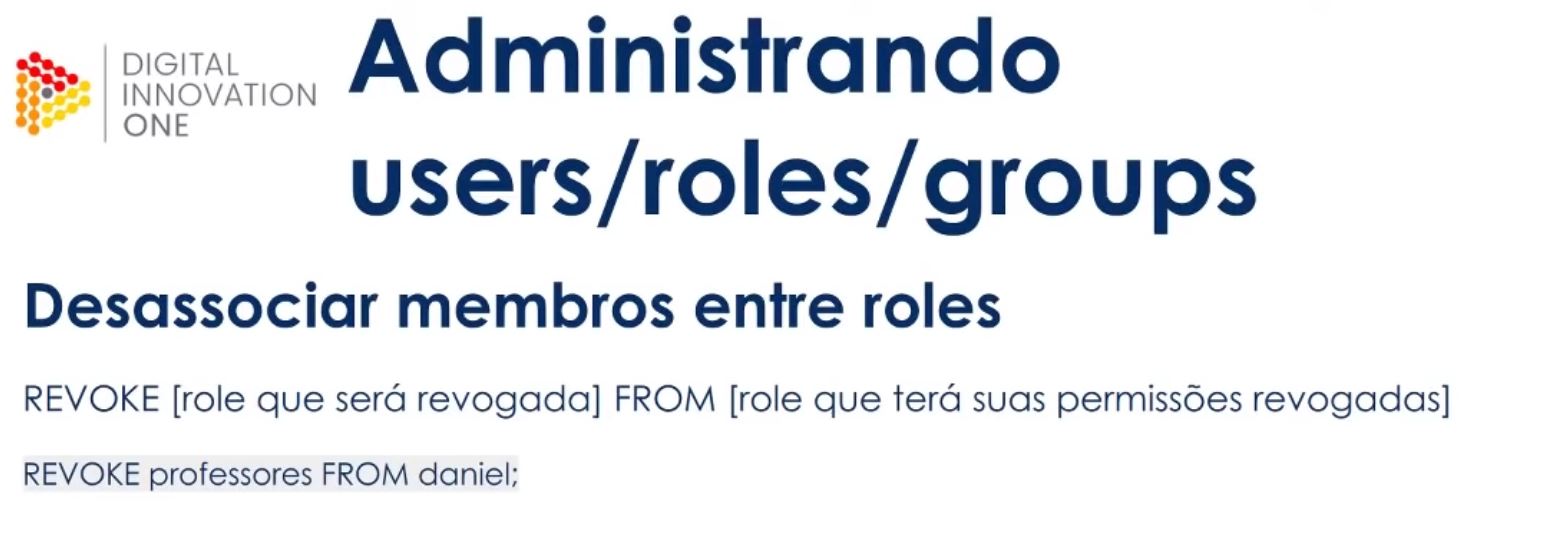 DIGITAL
INNOVATION
ONE
Administrando
users/roles/groups
Desassociar membros entre roles
REVOKE [role que será revogada] FROM [role que terá suas permissões revogadas]
REVOKE professores FROM daniel;